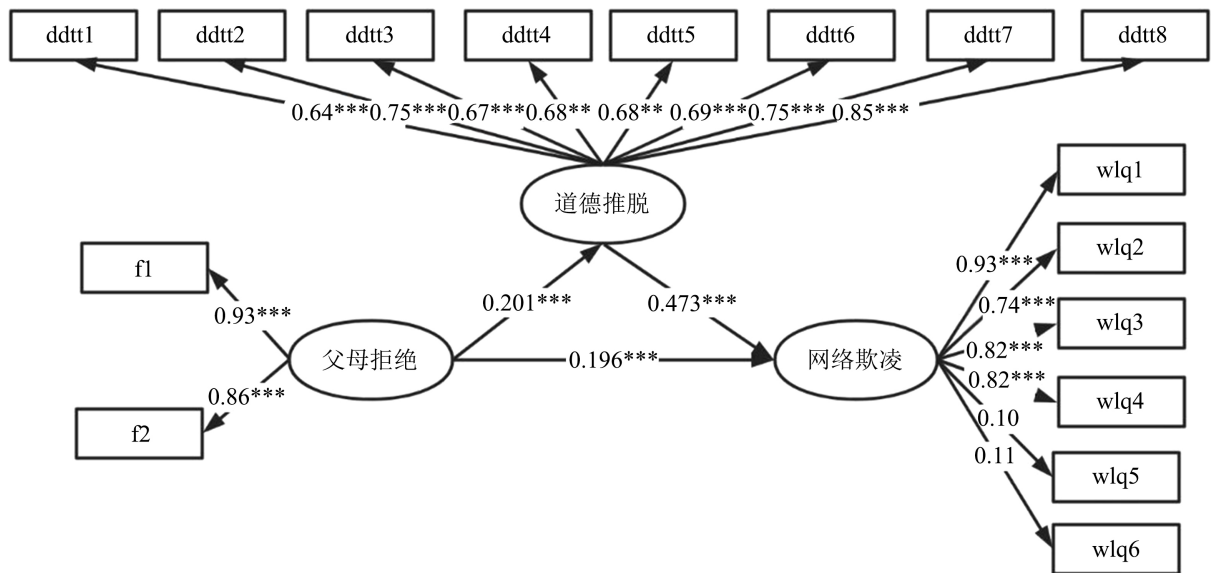 ddtt1 ddtt2 ddtt3 ddtt4 ddtt5 ddtt6 ddtt7 ddtt8
0.64***0.75***0.67***0.68** 0.68** 0.69***0.75*** 0.85***
道德推脱
wlq1
wlq2
wlq3
wlq4
wlq5
wlq6
0.93***
0.74***
0.82***
0.82***
0.10
0.11
f1
0.93***
0.201***
0.473***
父母拒绝
0.196***
网络欺凌
0.86***
f2